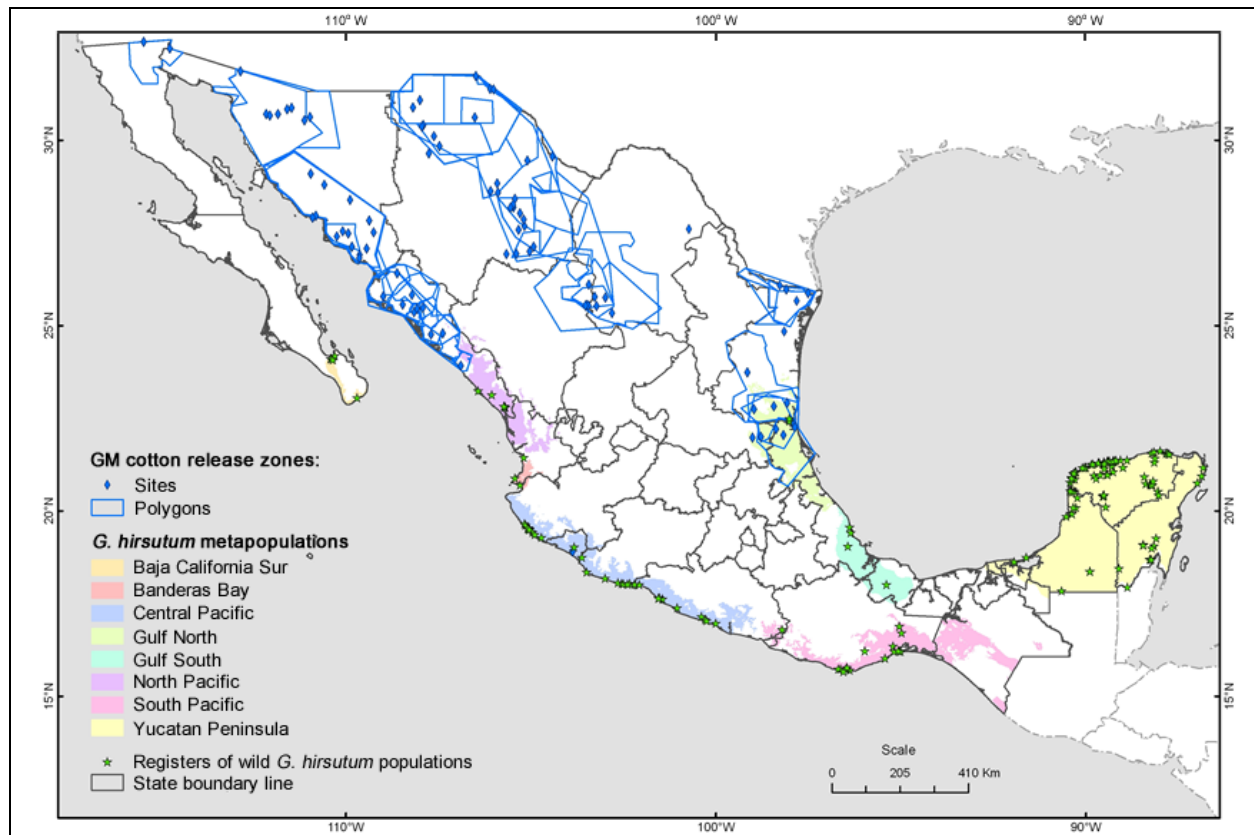 110° W
100° W
90° W
30°N
30°N
25°N
25°N
20°N
20°N
15°N
15°N
GM cotton release zones:
Sites
Polygons
G. hirsutum metapopulations
Baja California Sur
Banderas Bay
Central Pacific
Gulf North
Gulf South
North Pacific
South Pacific
Yucatan Peninsula
Registers of wild G. hirsutum populations
State boundary line
Scale
0 205 410 Km
110°W
100°W
90°W